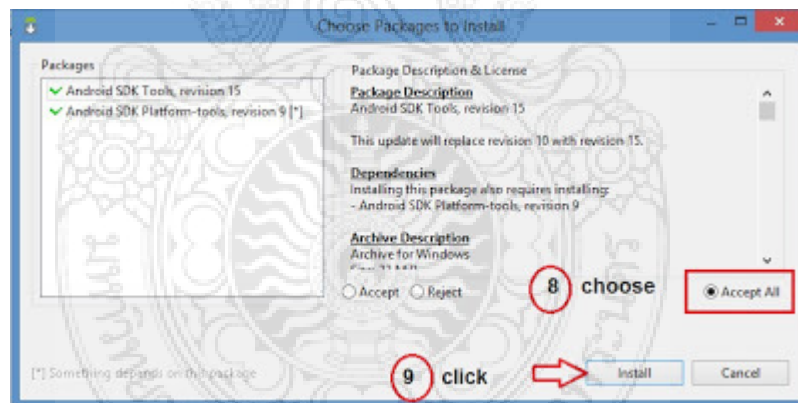 Choose Packages to Install
Packages
Android SDK Tools, revision 15
Android SDK Platform-tools, revision 9 [*]
Package Description & License
Package Description
Android SDK Tools, revision 15
This update will replace revision 10 with revision 15.
Dependencies
Installing this package also requires installing:
- Android SDK Platform-tools, revision 9
Archive Description
Archive for Windows
Accept
Reject
8 choose
Accept All
[*] Something depends on this package
9 click
Install
Cancel